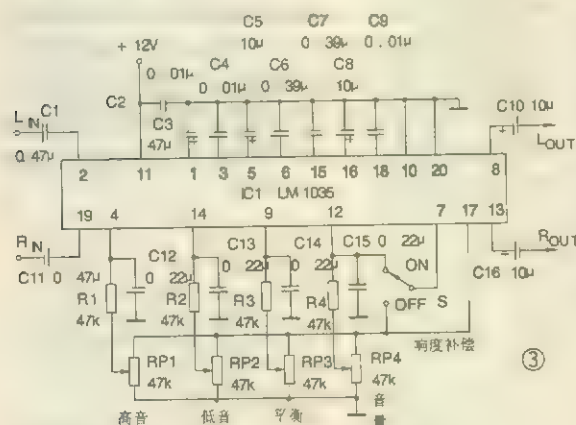 C5 C7 C9
10μ 0 39μ 0.01μ
+ 12V
0 01μ C4 C6 C8
0 01μ 0 39μ 10μ
C2
C3
47μ
L IN C1
0.47μ
C10 10μ
L OUT
2 11 1 3 5 6 15 16 18 10 20 8
IC1 LM 1035
19 4 14 9 12 7 17 13
R IN
C11 0 47μ
C12 0 22μ
C13 0 22μ
C14 0 22μ
C15 0 22μ
ON
OFF S
R OUT
C16 10μ
R1 47k
R2 47k
R3 47k
R4 47k
响度补偿
③
RP1 47k
RP2 47k
RP3 47k
RP4 47k
高音 低音 平衡 音量